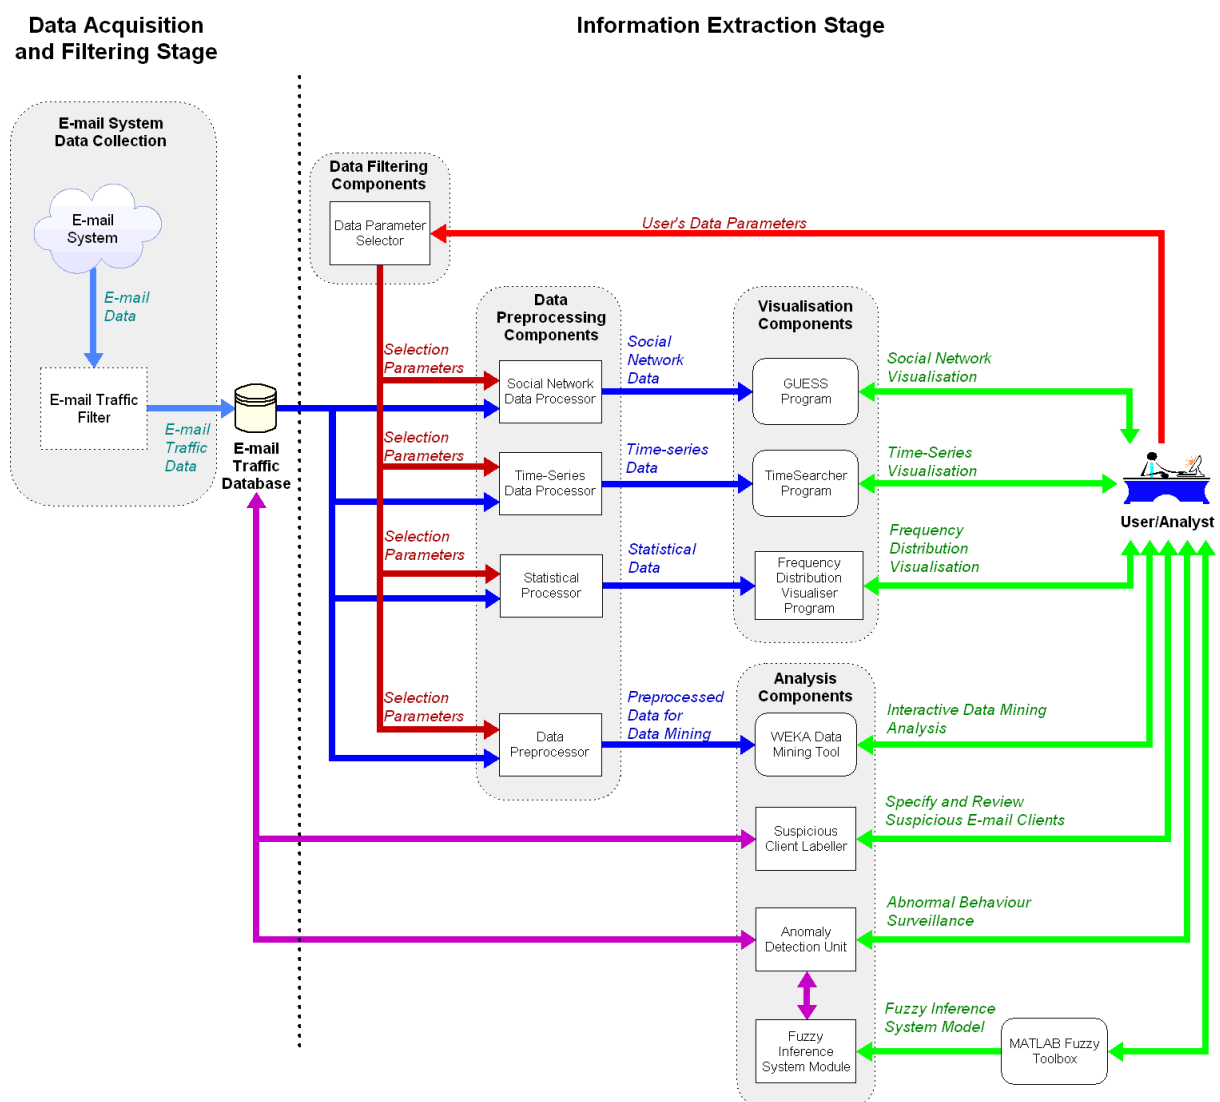 Data Acquisition
and Filtering Stage
Information Extraction Stage
E-mail System
Data Collection
E-mail
System
E-mail
Data
E-mail Traffic
Filter
E-mail
Traffic
Data
E-mail
Traffic
Database
Data Filtering
Components
Data Parameter
Selector
User's Data Parameters
Data
Preprocessing
Components
Selection
Parameters
Social Network
Data Processor
Selection
Parameters
Time-Series
Data Processor
Selection
Parameters
Statistical
Processor
Selection
Parameters
Data
Preprocessor
Social
Network
Data
Time-series
Data
Statistical
Data
Preprocessed
Data for
Data Mining
Visualisation
Components
GUESS
Program
TimeSearcher
Program
Frequency
Distribution
Visualiser
Program
Social Network
Visualisation
Time-Series
Visualisation
Frequency
Distribution
Visualisation
User/Analyst
Analysis
Components
WEKA Data
Mining Tool
Suspicious
Client Labeller
Anomaly
Detection Unit
Fuzzy
Inference
System Module
Interactive Data Mining
Analysis
Specify and Review
Suspicious E-mail Clients
Abnormal Behaviour
Surveillance
Fuzzy Inference
System Model
MATLAB Fuzzy
Toolbox